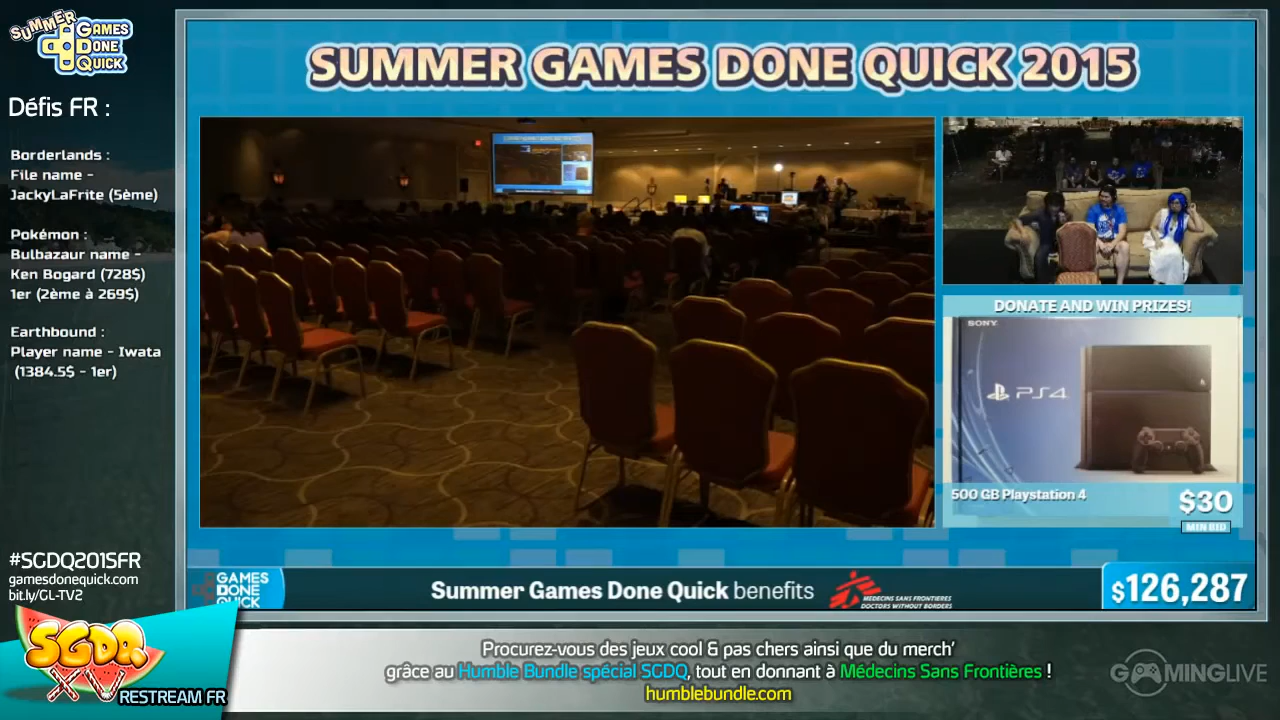 SUMMER
GAMES
DONE
QUICK
Défis FR :
Borderlands :
File name -
JackyLaFrite (5ème)
Pokémon :
Bulbazaur name -
Ken Bogard (728$)
1er (2ème à 269$)
Earthbound :
Player name - Iwata
(1384.5$ - 1er)
#SGDQ2015FR
gamesdonequick.com
bit.ly/GL-TV2
SUMMER GAMES DONE QUICK 2015
DONATE AND WIN PRIZES!
SONY
PS4
500 GB Playstation 4
$30
MIN BID
GAMES
DONE
QUICK
Summer Games Done Quick benefits
MEDECINS SANS FRONTIERES
DOCTORS WITHOUT BORDERS
$126,287
SGDQ
XV
RESTREAM FR
Procurez-vous des jeux cool & pas chers ainsi que du merch'
grâce au Humble Bundle spécial SGDQ, tout en donnant à Médecins Sans Frontières !
humblebundle.com
GAMINGLIVE